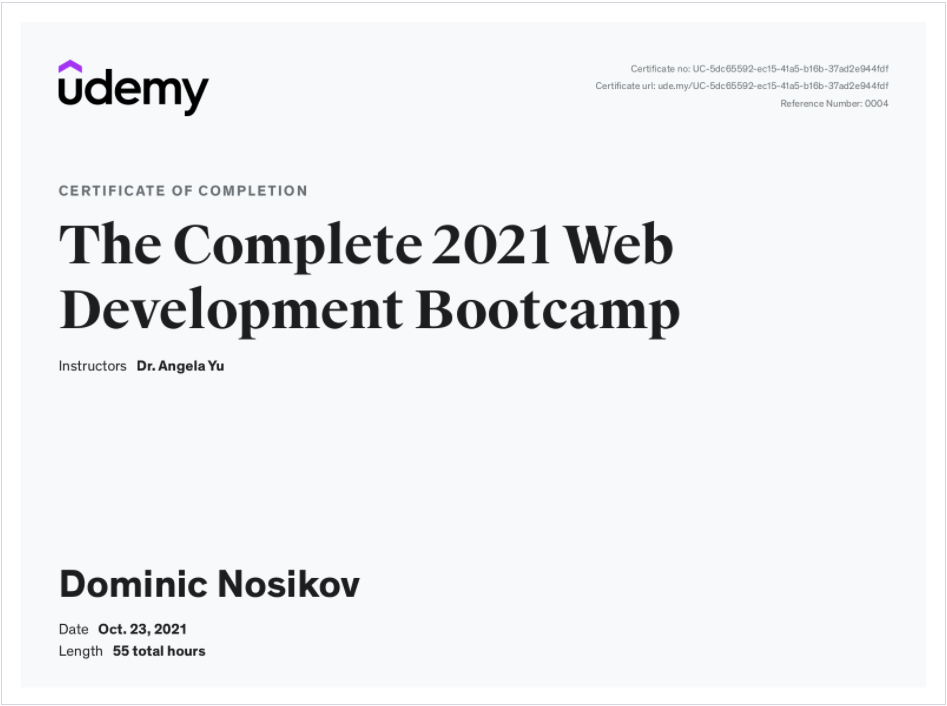 udemy
Certificate no: UC-5dc65592-ec15-41a5-b16b-37ad2e944fdf
Certificate url: ude.my/UC-5dc65592-ec15-41a5-b16b-37ad2e944fdf
Reference Number: 0004
CERTIFICATE OF COMPLETION
The Complete 2021 Web
Development Bootcamp
Instructors Dr. Angela Yu
Dominic Nosikov
Date Oct. 23, 2021
Length 55 total hours